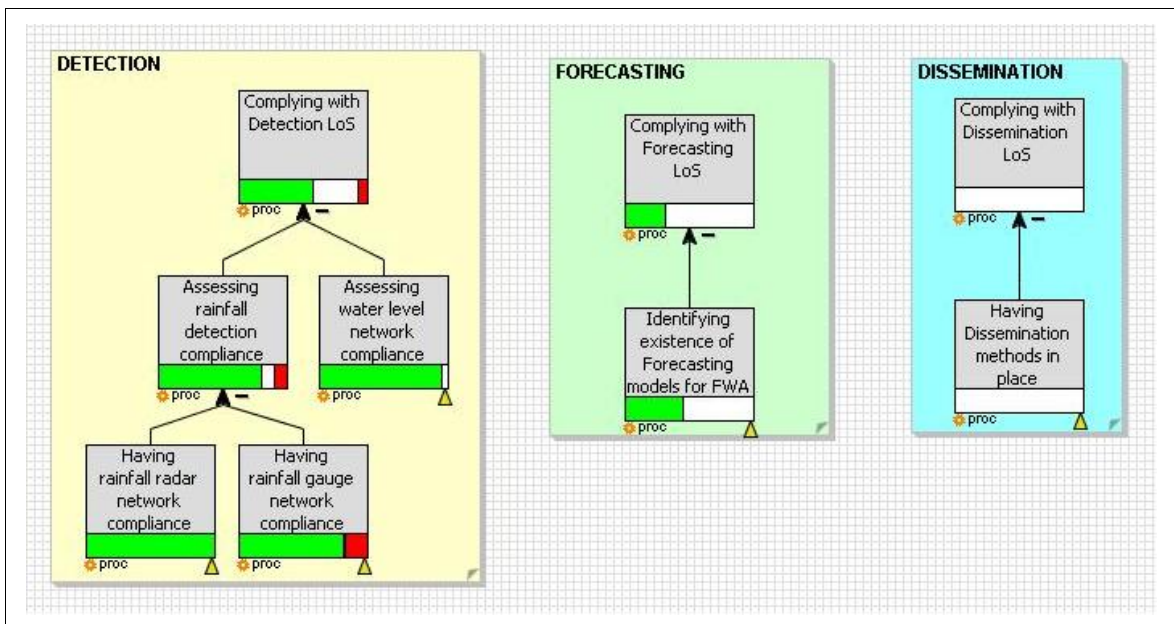 DETECTION
Complying with
Detection LoS
proc
Assessing
rainfall
detection
compliance
proc
Assessing
water level
network
compliance
proc
Having
rainfall radar
network
compliance
proc
Having
rainfall gauge
network
compliance
proc
FORECASTING
Complying with
Forecasting
LoS
proc
Identifying
existence of
Forecasting
models for FWA
proc
DISSEMINATION
Complying with
Dissemination
LoS
proc
Having
Dissemination
methods in
place
proc